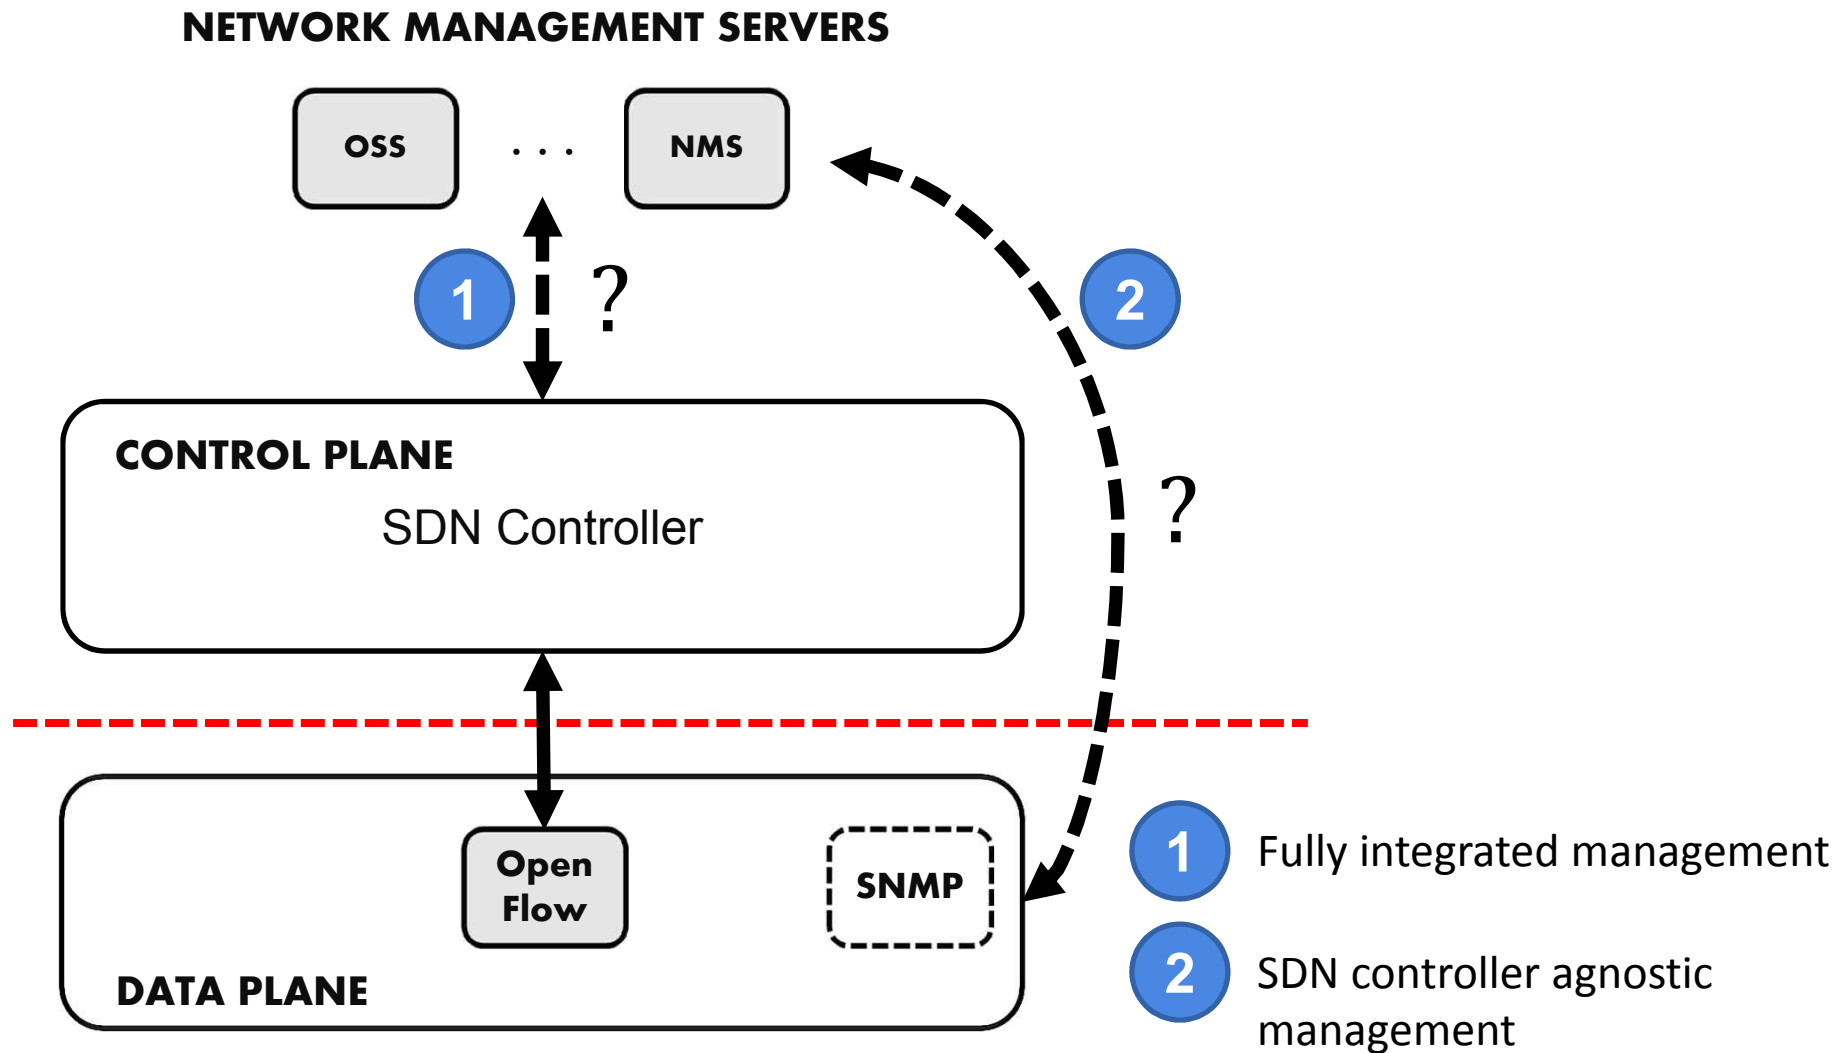 NETWORK MANAGEMENT SERVERS
OSS
. . .
NMS
1
?
2
CONTROL PLANE
SDN Controller
?
Open
Flow
SNMP
DATA PLANE
1
Fully integrated management
2
SDN controller agnostic
management